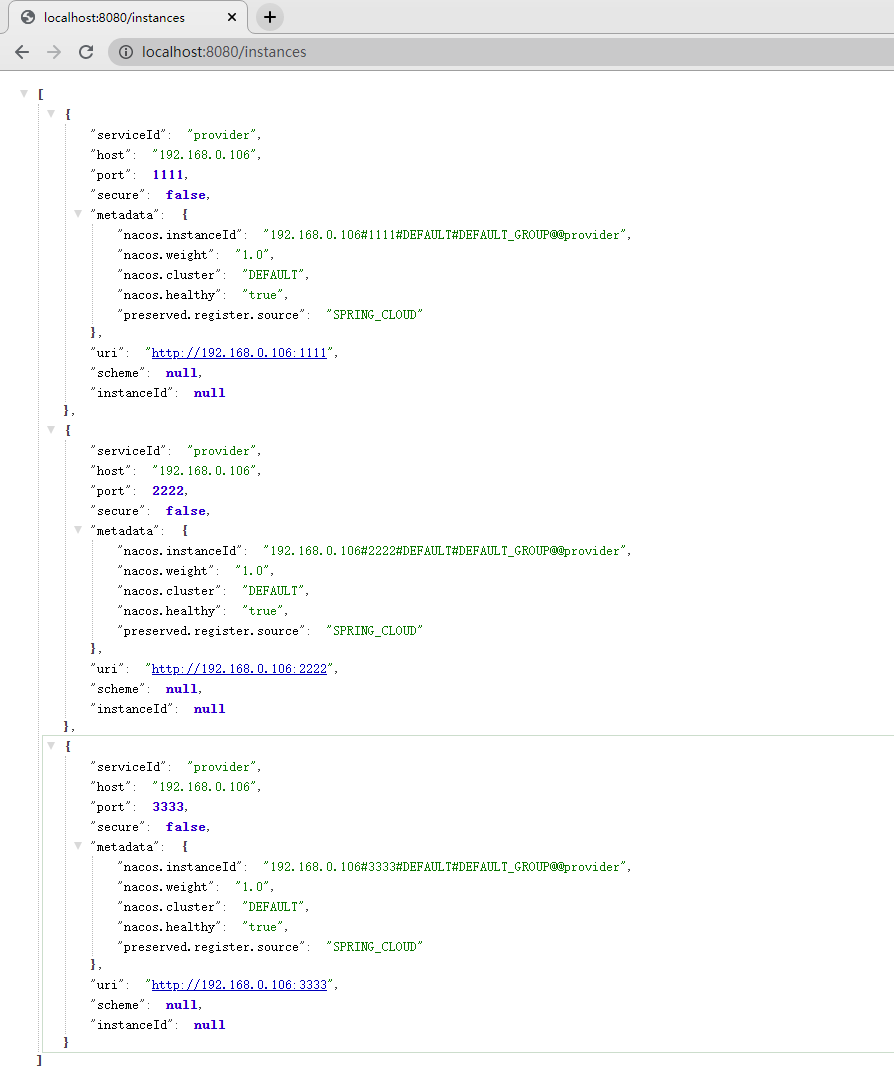 localhost:8080/instances
localhost:8080/instances
[
{
"serviceId": "provider",
"host": "192.168.0.106",
"port": 1111,
"secure": false,
"metadata": {
"nacos.instanceId": "192.168.0.106#1111#DEFAULT#DEFAULT_GROUP@@provider",
"nacos.weight": "1.0",
"nacos.cluster": "DEFAULT",
"nacos.healthy": "true",
"preserved.register.source": "SPRING_CLOUD"
},
"uri": "http://192.168.0.106:1111",
"scheme": null,
"instanceId": null
},
{
"serviceId": "provider",
"host": "192.168.0.106",
"port": 2222,
"secure": false,
"metadata": {
"nacos.instanceId": "192.168.0.106#2222#DEFAULT#DEFAULT_GROUP@@provider",
"nacos.weight": "1.0",
"nacos.cluster": "DEFAULT",
"nacos.healthy": "true",
"preserved.register.source": "SPRING_CLOUD"
},
"uri": "http://192.168.0.106:2222",
"scheme": null,
"instanceId": null
},
{
"serviceId": "provider",
"host": "192.168.0.106",
"port": 3333,
"secure": false,
"metadata": {
"nacos.instanceId": "192.168.0.106#3333#DEFAULT#DEFAULT_GROUP@@provider",
"nacos.weight": "1.0",
"nacos.cluster": "DEFAULT",
"nacos.healthy": "true",
"preserved.register.source": "SPRING_CLOUD"
},
"uri": "http://192.168.0.106:3333",
"scheme": null,
"instanceId": null
}
]